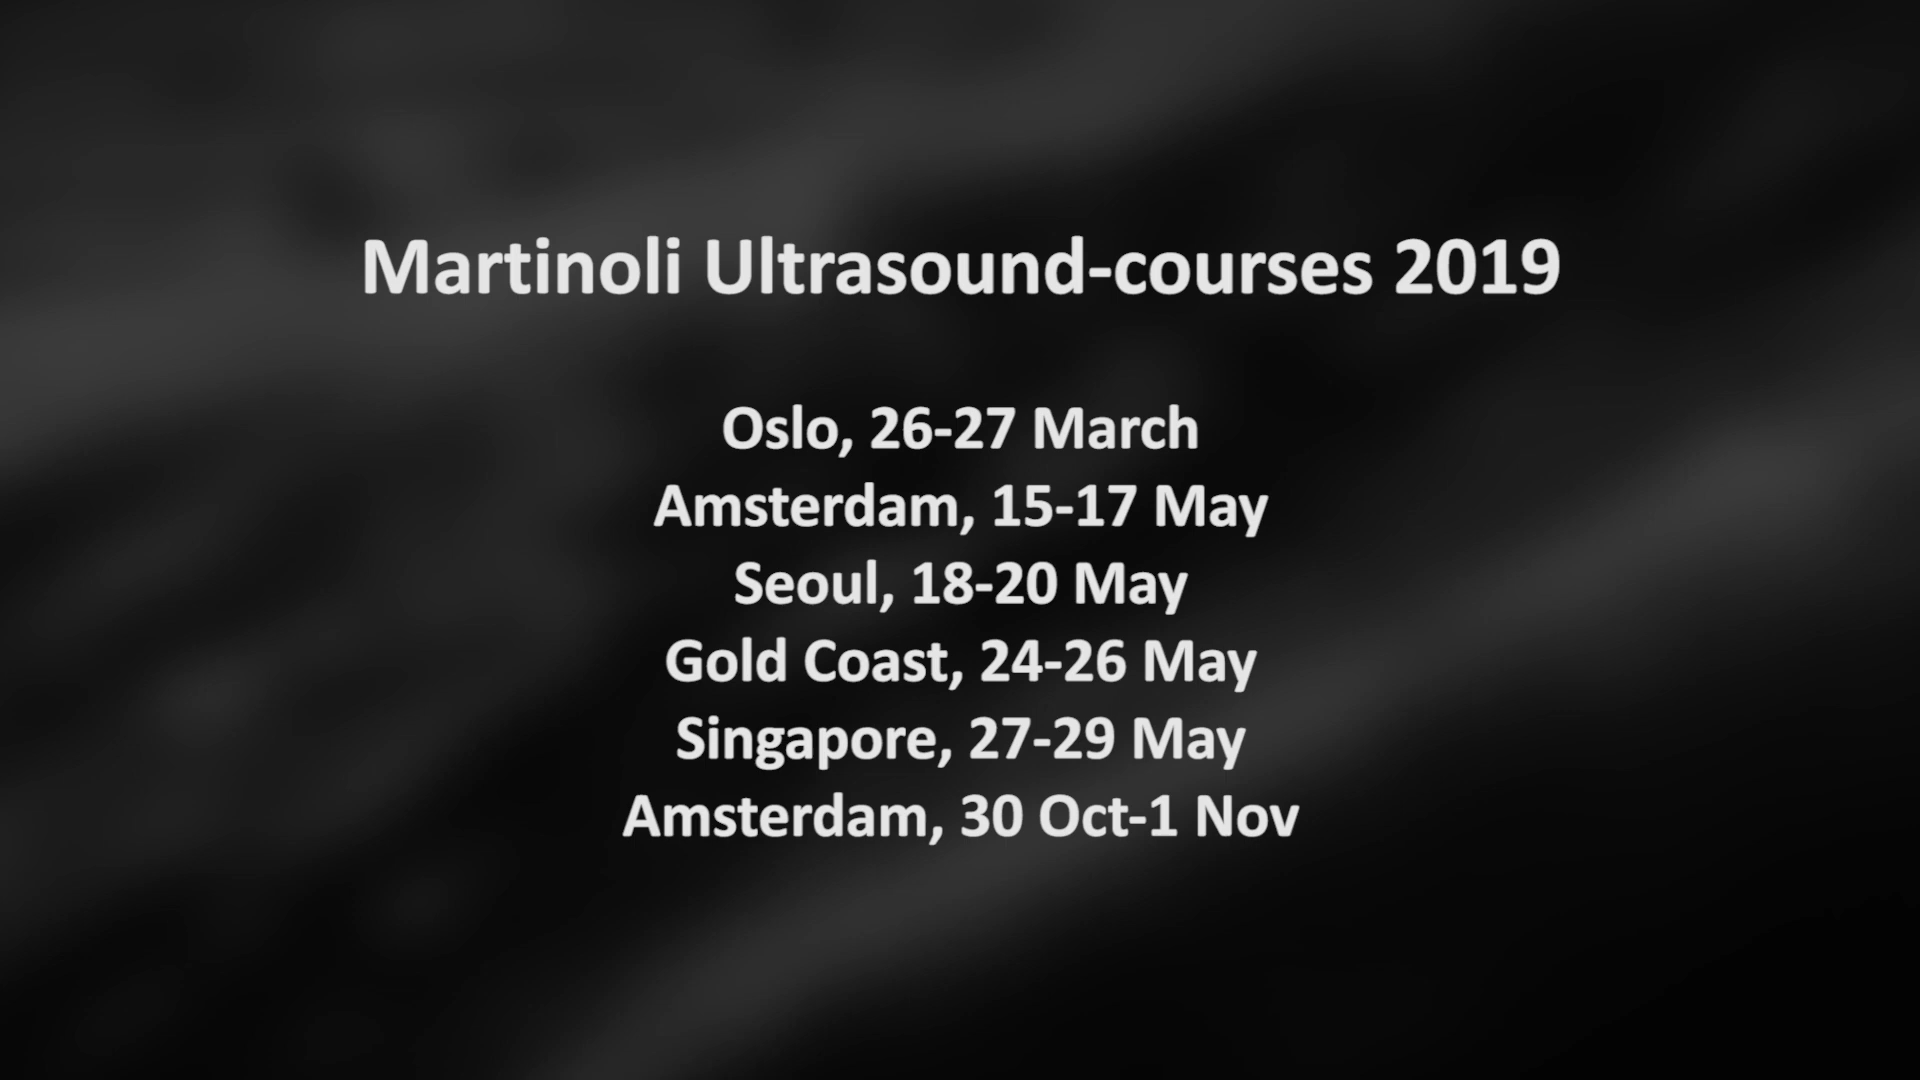 Martinoli Ultrasound-courses 2019
Oslo, 26-27 March
Amsterdam, 15-17 May
Seoul, 18-20 May
Gold Coast, 24-26 May
Singapore, 27-29 May
Amsterdam, 30 Oct-1 Nov